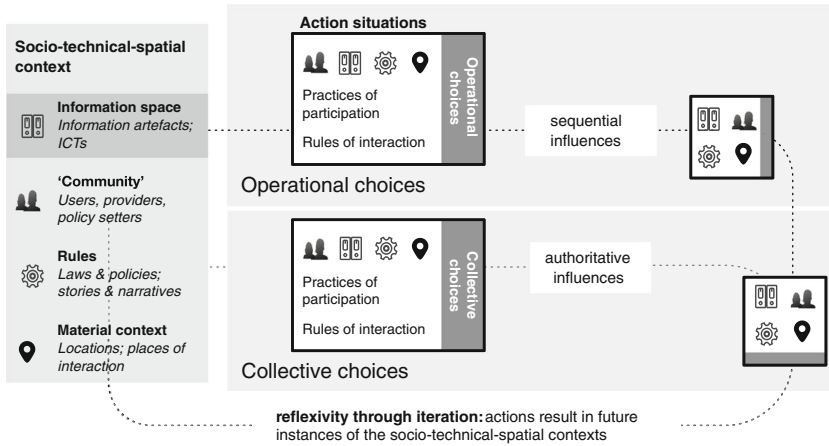 Socio-technical-spatial
context
Information space
Information artefacts;
ICTs
‘Community’
Users, providers,
policy setters
Rules
Laws & policies;
stories & narratives
Material context
Locations; places of
interaction
Action situations
Practices of
participation
Rules of interaction
Operational
choices
Operational choices
sequential
influences
Practices of
participation
Rules of interaction
Collective
choices
Collective choices
authoritative
influences
reflexivity through iteration: actions result in future
instances of the socio-technical-spatial contexts